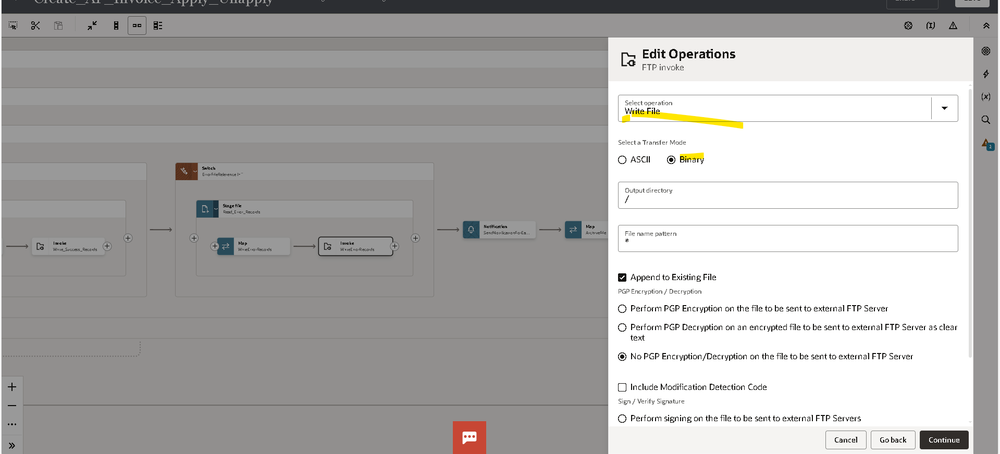 Create_AP_Invoice_Apply_Unapply
Edit Operations
FTP invoke
Select operation
Write File
Select a Transfer Mode
ASCII
Binary
Output directory
/
File name pattern
*
Append to Existing File
PGP Encryption / Decryption
Perform PGP Encryption on the file to be sent to external FTP Server
Perform PGP Decryption on an encrypted file to be sent to external FTP Server as clear
text
No PGP Encryption/Decryption on the file to be sent to external FTP Server
Include Modification Detection Code
Sign / Verify Signature
Perform signing on the file to be sent to external FTP Servers
Cancel
Go back
Continue
Switch
ErrorFileReference !=""
Stage file
Read_Error_Records
Invoke
Write_Success_Records
Map
WriteErrorRecords
Invoke
WriteErrorRecords
Notification
Map
ArchiveFile
2